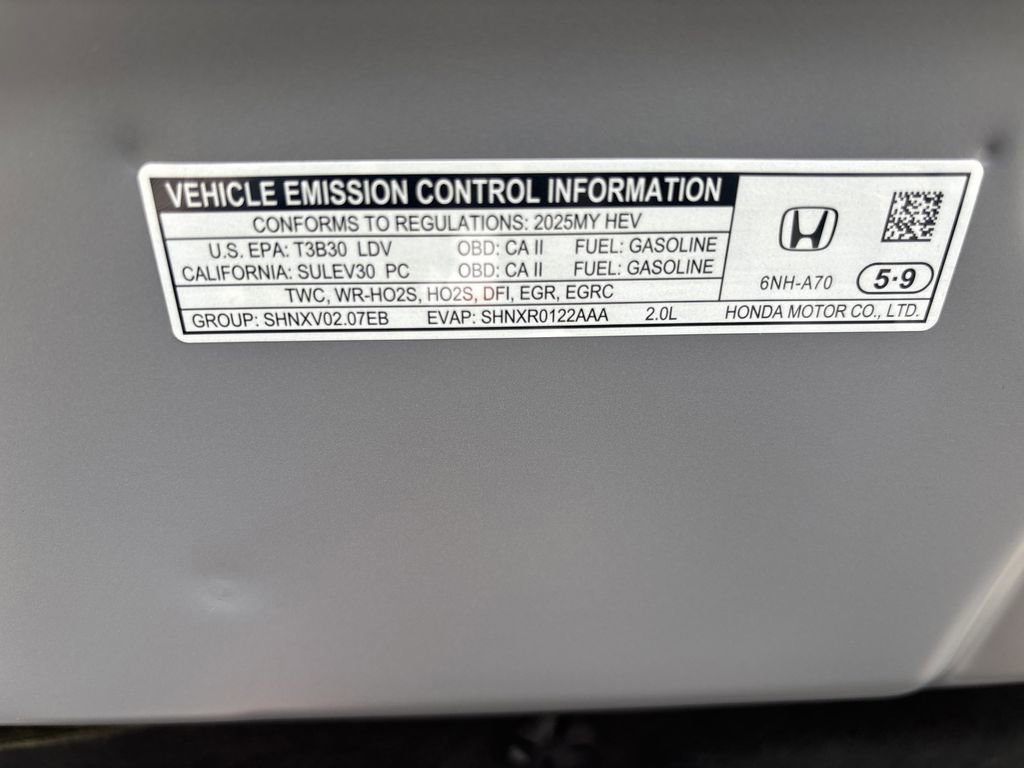 VEHICLE EMISSION CONTROL INFORMATION
CONFORMS TO REGULATIONS: 2025MY HEV
U.S. EPA: T3B30 LDV OBD: CA II FUEL: GASOLINE
CALIFORNIA: SULEV30 PC OBD: CA II FUEL: GASOLINE
TWC, WR-HO2S, HO2S, DFI, EGR, EGRC
GROUP: SHNXV02.07EB EVAP: SHNXR0122AAA 2.0L
6NH-A70 5·9
HONDA MOTOR CO., LTD.